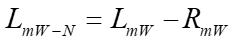 L_{mW-N} = L_{mW} - R_{mW}